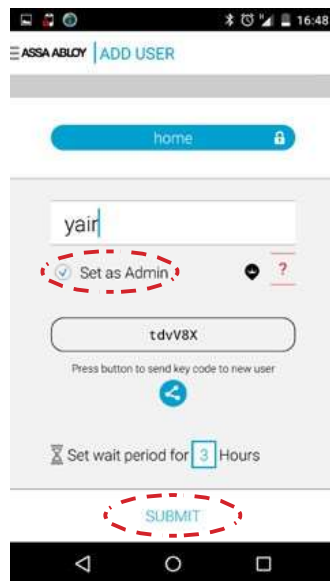 16:48
ASSA ABLOY ADD USER
home
yair
Set as Admin ?
tdvV8X
Press button to send key code to new user
Set wait period for 3 Hours
SUBMIT